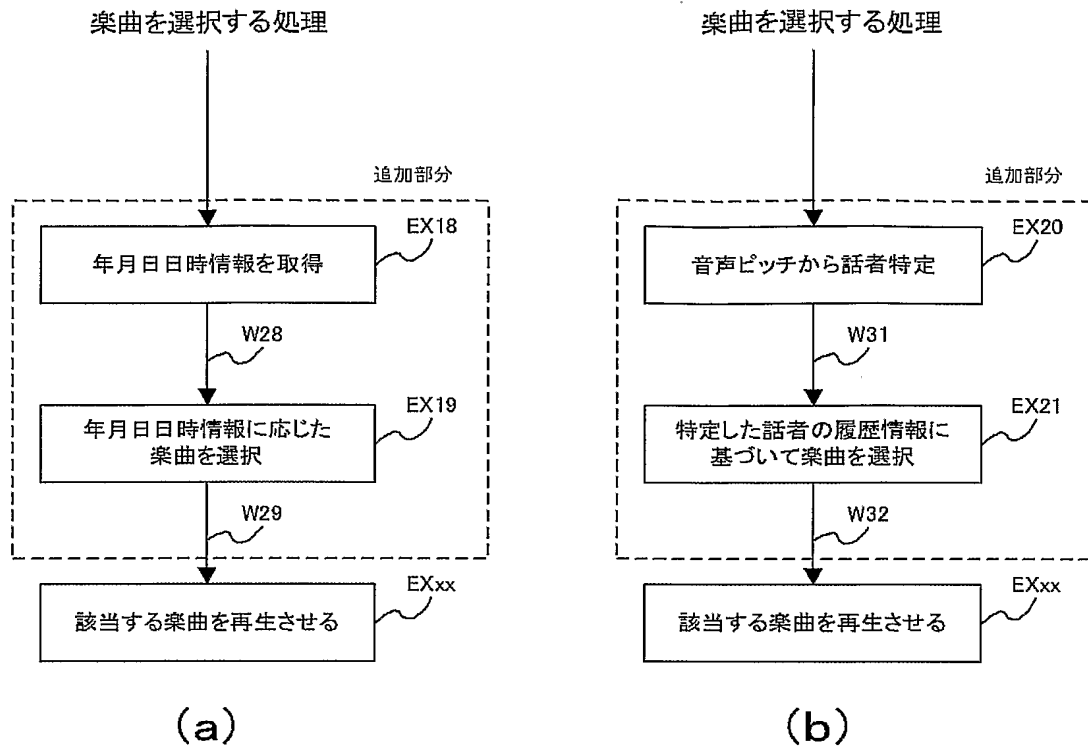 楽曲を選択する処理
追加部分
EX18
年月日日時情報を取得
W28
EX19
年月日日時情報に応じた
楽曲を選択
W29
EXxx
該当する楽曲を再生させる
(a)
楽曲を選択する処理
追加部分
EX20
音声ピッチから話者特定
W31
EX21
特定した話者の履歴情報に
基づいて楽曲を選択
W32
EXxx
該当する楽曲を再生させる
(b)